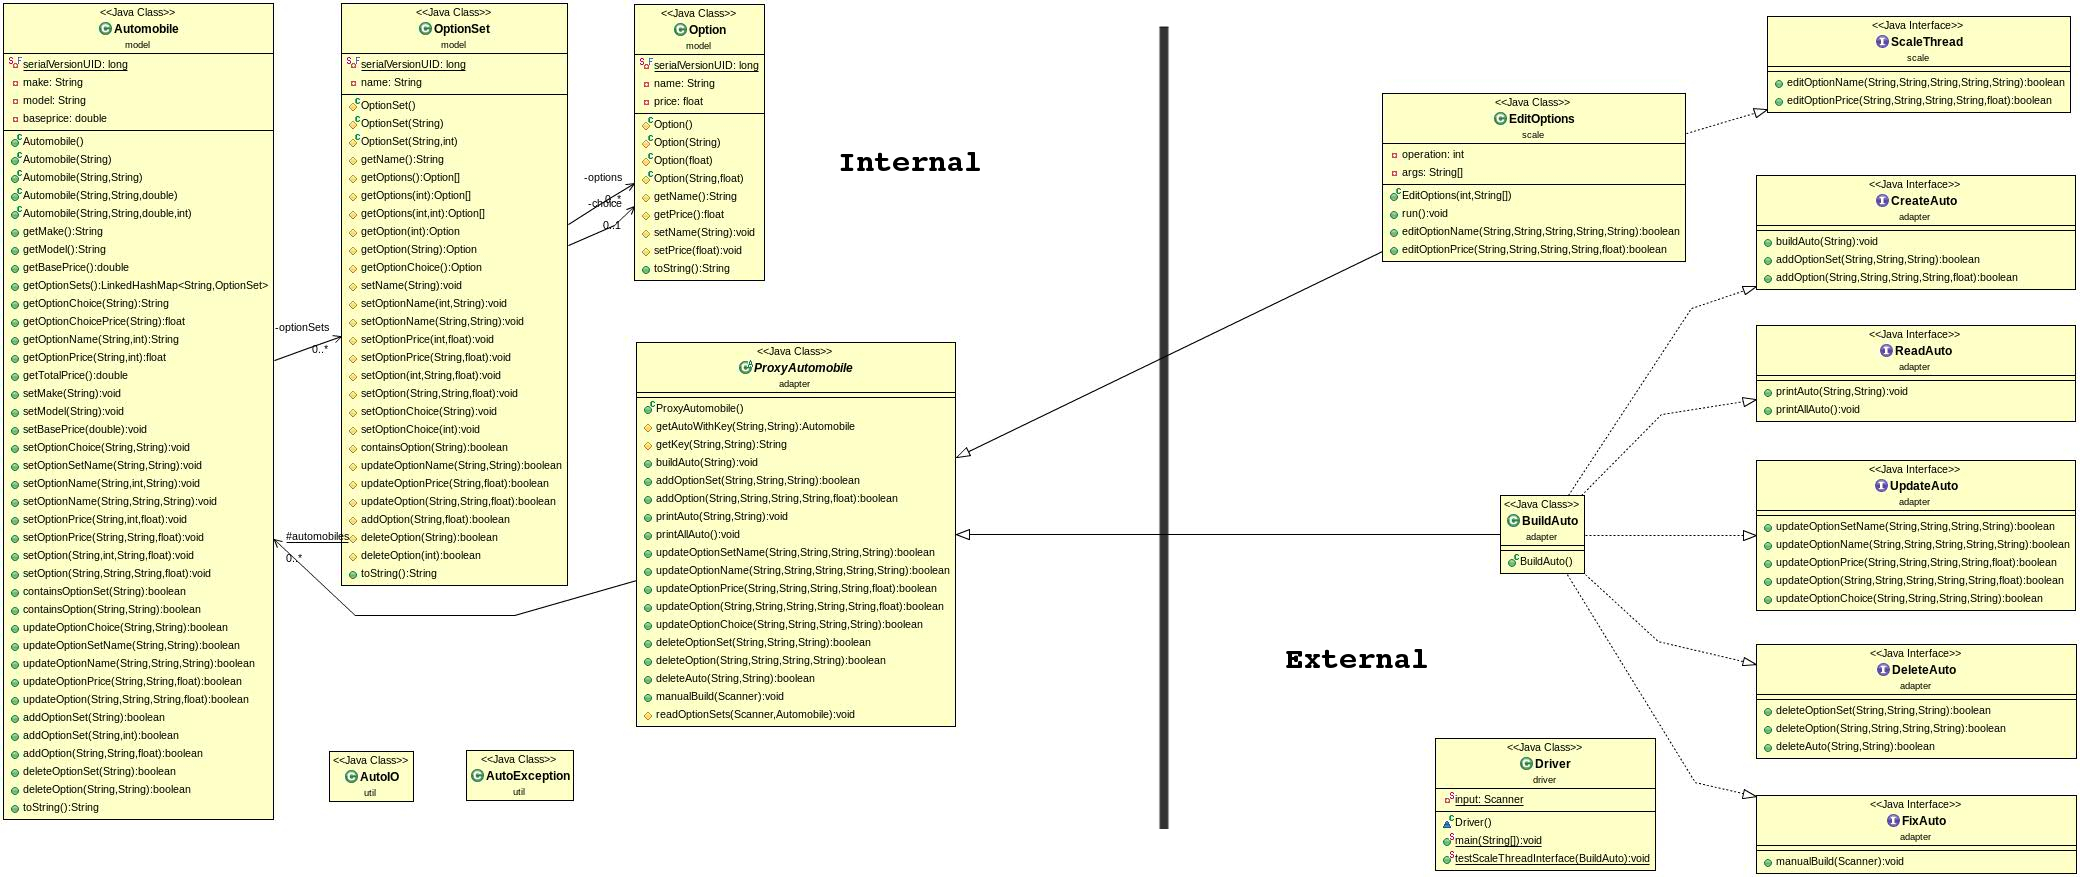 <<Java Class>>
Automobile
model
serialVersionUID: long
make: String
model: String
baseprice: double
Automobile()
Automobile(String)
Automobile(String,String)
Automobile(String,String,double)
Automobile(String,String,double,int)
getMake():String
getModel():String
getBasePrice():double
getOptionSets():LinkedHashMap<String,OptionSet>
getOptionChoice(String):String
getOptionChoicePrice(String):float
getOptionName(String,int):String
getOptionPrice(String,int):float
getTotalPrice():double
setMake(String):void
setModel(String):void
setBasePrice(double):void
setOptionChoice(String,String):void
setOptionSetName(String,String):void
setOptionName(String,int,String):void
setOptionName(String,String,String):void
setOptionPrice(String,int,float):void
setOptionPrice(String,String,float):void
setOption(String,int,String,float):void
setOption(String,String,String,float):void
containsOptionSet(String):boolean
containsOption(String,String):boolean
updateOptionChoice(String,String):boolean
updateOptionSetName(String,String):boolean
updateOptionName(String,String,String):boolean
updateOptionPrice(String,String,float):boolean
updateOption(String,String,String,float):boolean
addOptionSet(String):boolean
addOptionSet(String,int):boolean
addOption(String,String,float):boolean
deleteOptionSet(String):boolean
deleteOption(String,String):boolean
toString():String
-optionSets
0..*
#automobiles
0..*
<<Java Class>>
OptionSet
model
serialVersionUID: long
name: String
OptionSet()
OptionSet(String)
OptionSet(String,int)
getName():String
getOptions():Option[]
getOptions(int):Option[]
getOptions(int,int):Option[]
getOption(int):Option
getOption(String):Option
getOptionChoice():Option
setName(String):void
setOptionName(int,String):void
setOptionName(String,String):void
setOptionPrice(int,float):void
setOptionPrice(String,float):void
setOption(int,String,float):void
setOption(String,String,float):void
setOptionChoice(String):void
setOptionChoice(int):void
containsOption(String):boolean
updateOptionName(String,String):boolean
updateOptionPrice(String,float):boolean
updateOption(String,String,float):boolean
addOption(String,float):boolean
deleteOption(String):boolean
deleteOption(int):boolean
toString():String
-options
0..*
-choice
0..1
<<Java Class>>
Option
model
serialVersionUID: long
name: String
price: float
Option()
Option(String)
Option(float)
Option(String,float)
getName():String
getPrice():float
setName(String):void
setPrice(float):void
toString():String
Internal
<<Java Class>>
ProxyAutomobile
adapter
ProxyAutomobile()
getAutoWithKey(String,String):Automobile
getKey(String,String):String
buildAuto(String):void
addOptionSet(String,String,String):boolean
addOption(String,String,String,String,float):boolean
printAuto(String,String):void
printAllAuto():void
updateOptionSetName(String,String,String,String):boolean
updateOptionName(String,String,String,String,String):boolean
updateOptionPrice(String,String,String,String,float):boolean
updateOption(String,String,String,String,String,float):boolean
updateOptionChoice(String,String,String,String):boolean
deleteOptionSet(String,String,String):boolean
deleteOption(String,String,String,String):boolean
deleteAuto(String,String):boolean
manualBuild(Scanner):void
readOptionSets(Scanner,Automobile):void
<<Java Class>>
AutoIO
util
<<Java Class>>
AutoException
util
<<Java Class>>
EditOptions
scale
operation: int
args: String[]
EditOptions(int,String[])
run():void
editOptionName(String,String,String,String,String):boolean
editOptionPrice(String,String,String,String,float):boolean
<<Java Class>>
BuildAuto
adapter
BuildAuto()
External
<<Java Class>>
Driver
driver
input: Scanner
Driver()
main(String[]):void
testScaleThreadInterface(BuildAuto):void
<<Java Interface>>
ScaleThread
scale
editOptionName(String,String,String,String,String):boolean
editOptionPrice(String,String,String,String,float):boolean
<<Java Interface>>
CreateAuto
adapter
buildAuto(String):void
addOptionSet(String,String,String):boolean
addOption(String,String,String,String,float):boolean
<<Java Interface>>
ReadAuto
adapter
printAuto(String,String):void
printAllAuto():void
<<Java Interface>>
UpdateAuto
adapter
updateOptionSetName(String,String,String,String):boolean
updateOptionName(String,String,String,String,String):boolean
updateOptionPrice(String,String,String,String,float):boolean
updateOption(String,String,String,String,String,float):boolean
updateOptionChoice(String,String,String,String):boolean
<<Java Interface>>
DeleteAuto
adapter
deleteOptionSet(String,String,String):boolean
deleteOption(String,String,String,String):boolean
deleteAuto(String,String):boolean
<<Java Interface>>
FixAuto
adapter
manualBuild(Scanner):void